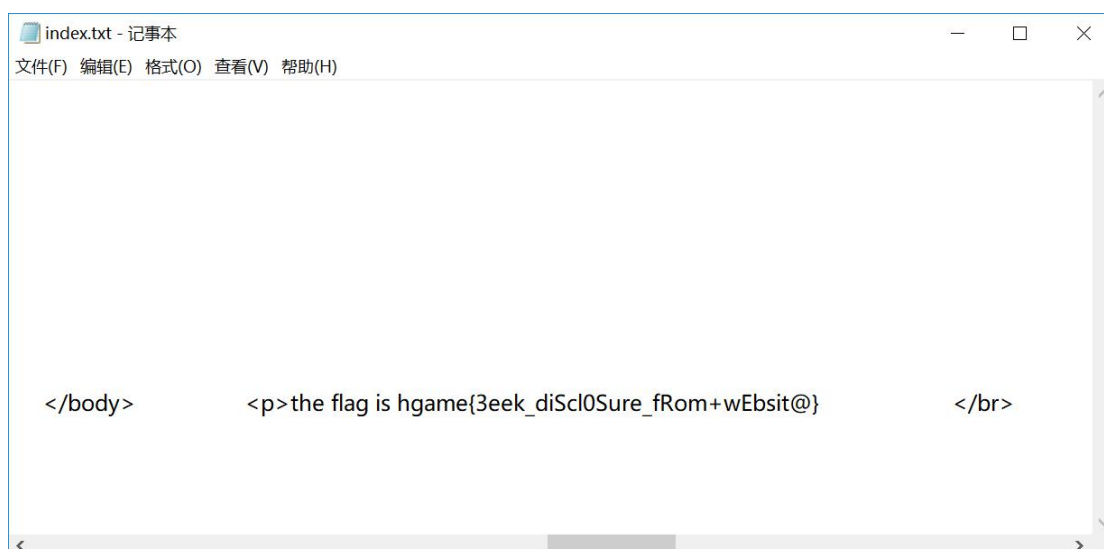 index.txt - 记事本
文件(F) 编辑(E) 格式(O) 查看(V) 帮助(H)
</body> <p>the flag is hgame{3eek_diScl0Sure_fRom+wEbsit@} </br>